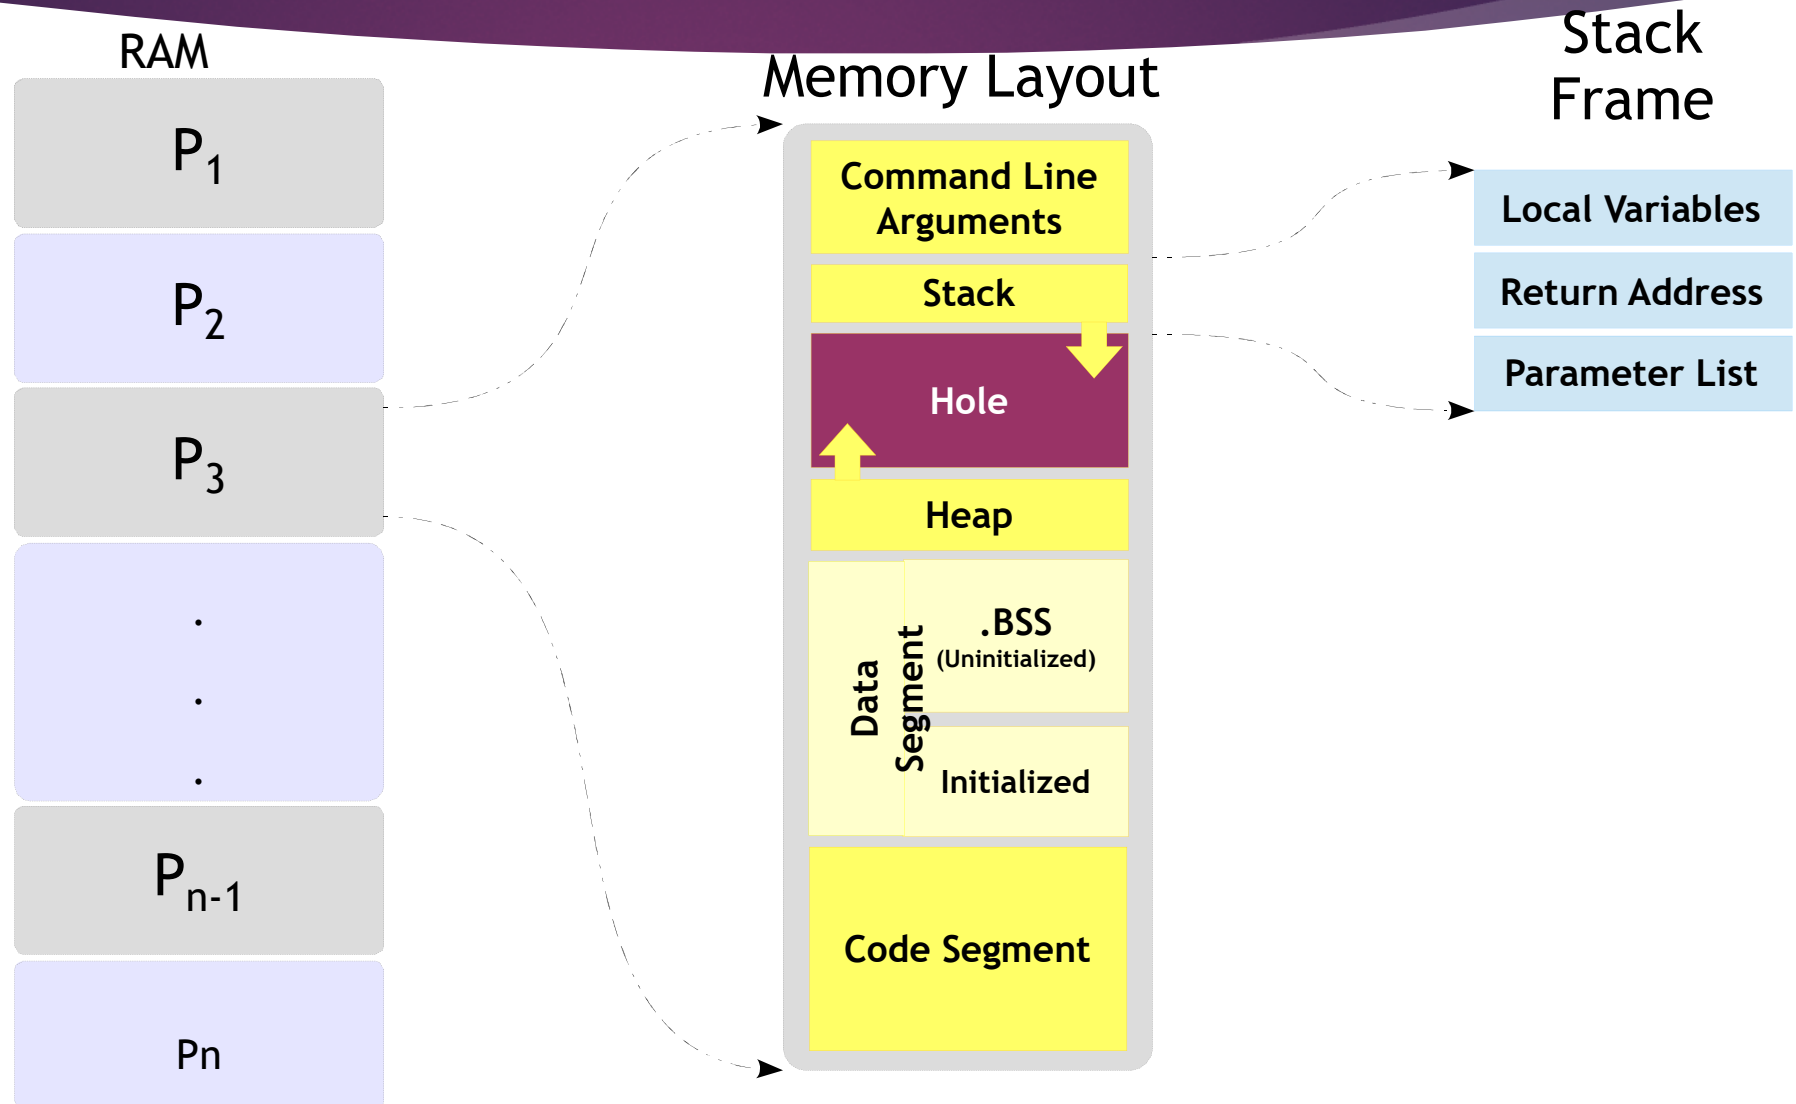 RAM
P1
P2
P3
.
.
.
Pn-1
Pn
Memory Layout
Command Line
Arguments
Stack
Hole
Heap
Data
Segment
.BSS
(Uninitialized)
Initialized
Code Segment
Stack
Frame
Local Variables
Return Address
Parameter List